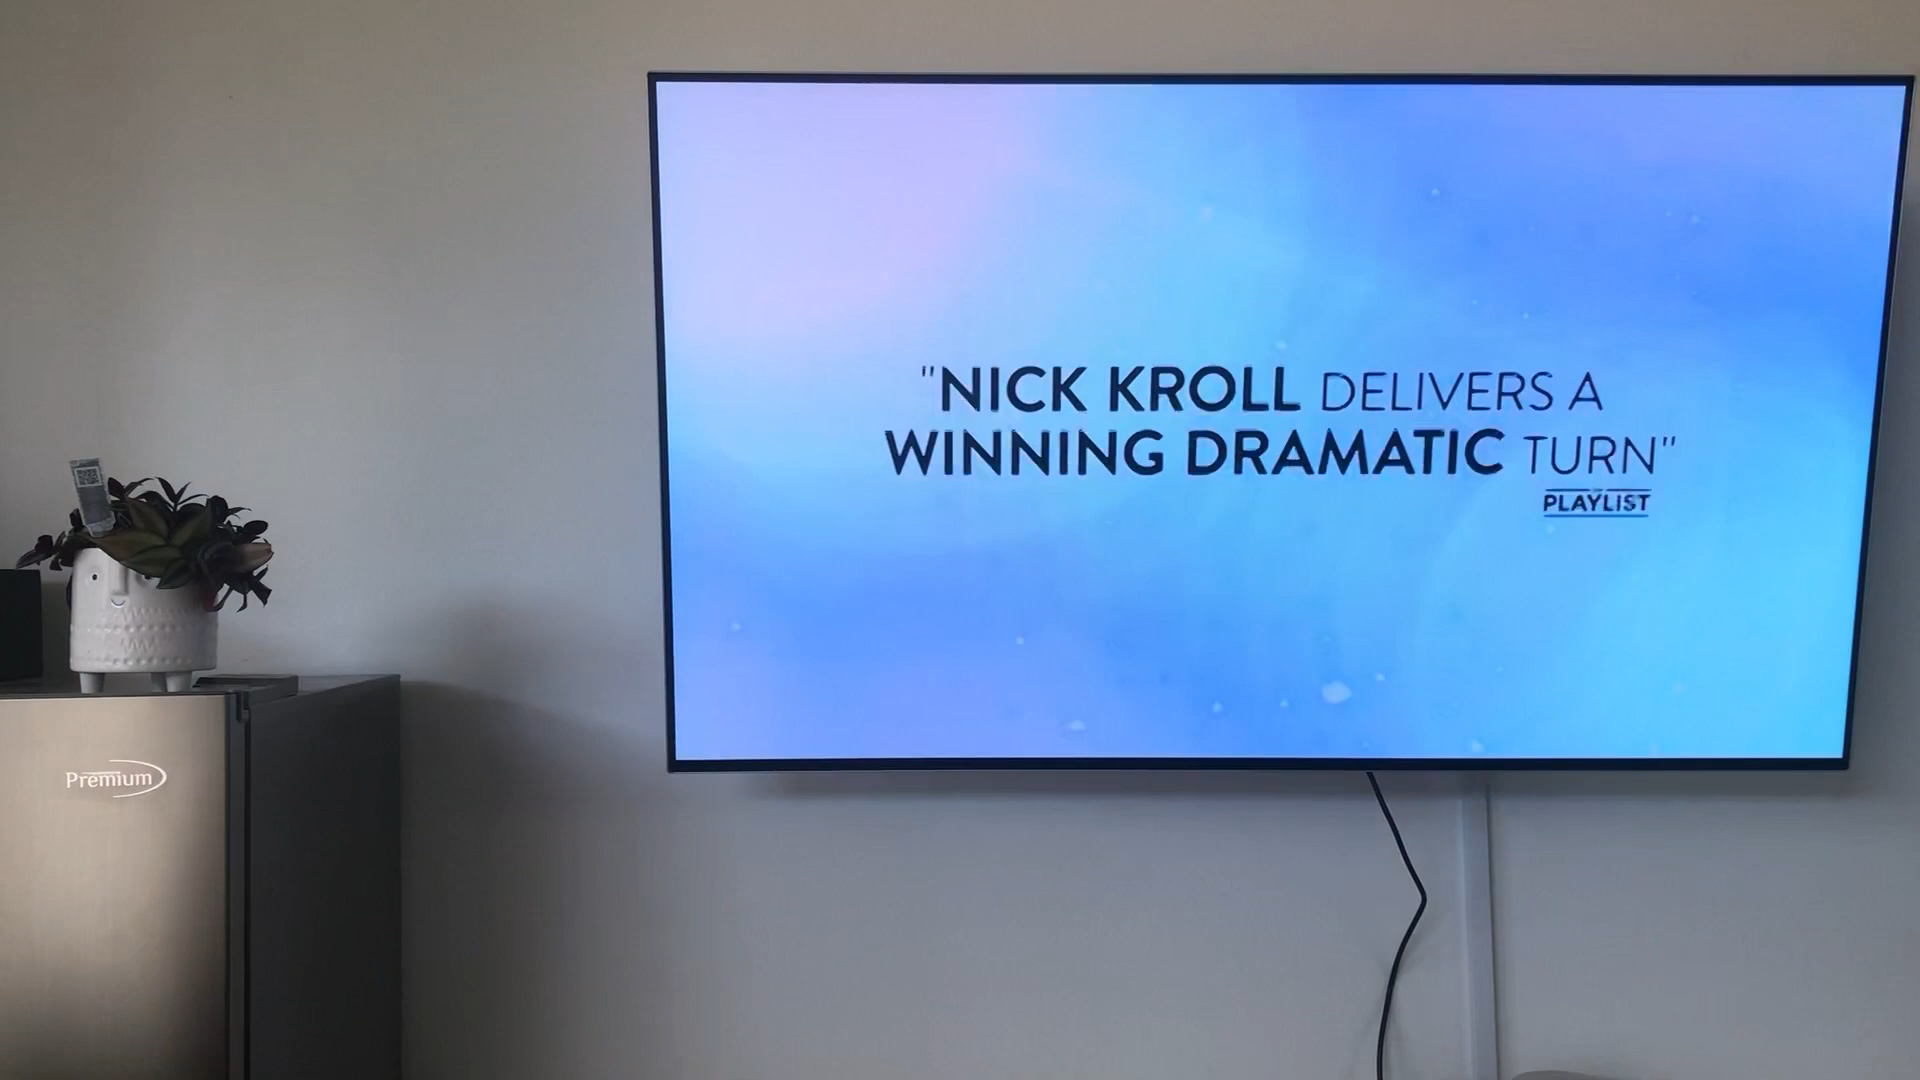 "NICK KROLL DELIVERS A
WINNING DRAMATIC TURN"
PLAYLIST
Premium